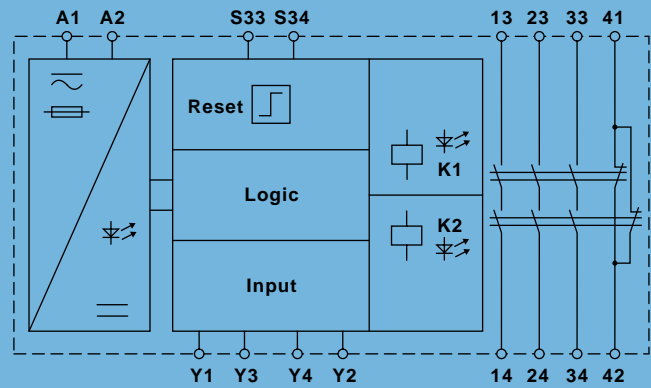 A1 A2 S33 S34 13 23 33 41
Reset
K1
Logic
K2
Input
Y1 Y3 Y4 Y2 14 24 34 42